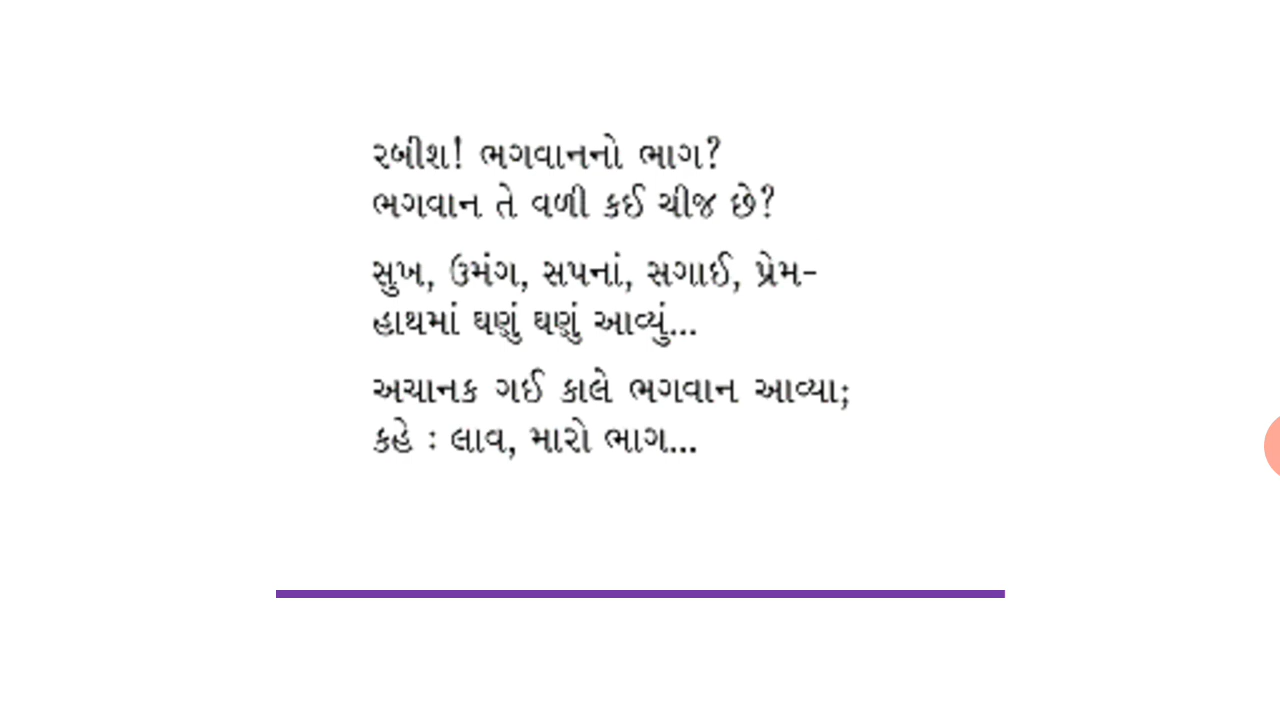 રબીશ! ભગવાનનો ભાગ?
ભગવાન તે વળી કઈ ચીજ છે?
સુખ, ઉમંગ, સપનાં, સગાઈ, પ્રેમ-
હાથમાં ઘણું ઘણું આવ્યું...
અચાનક ગઈ કાલે ભગવાન આવ્યા;
કહે : લાવ, મારો ભાગ...